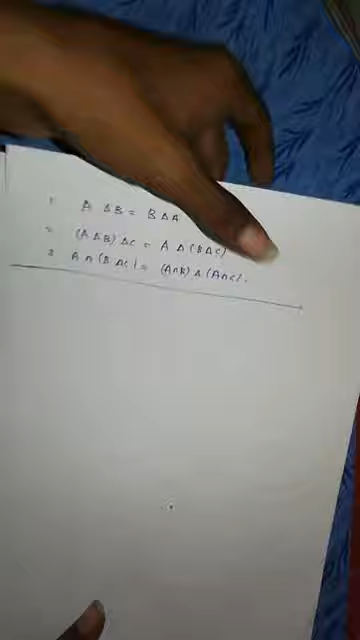 1 A Δ B = B Δ A
2 (A Δ B) Δ C = A Δ (B Δ C)
3 A ∩ (B Δ C) = (A ∩ B) Δ (A ∩ C).